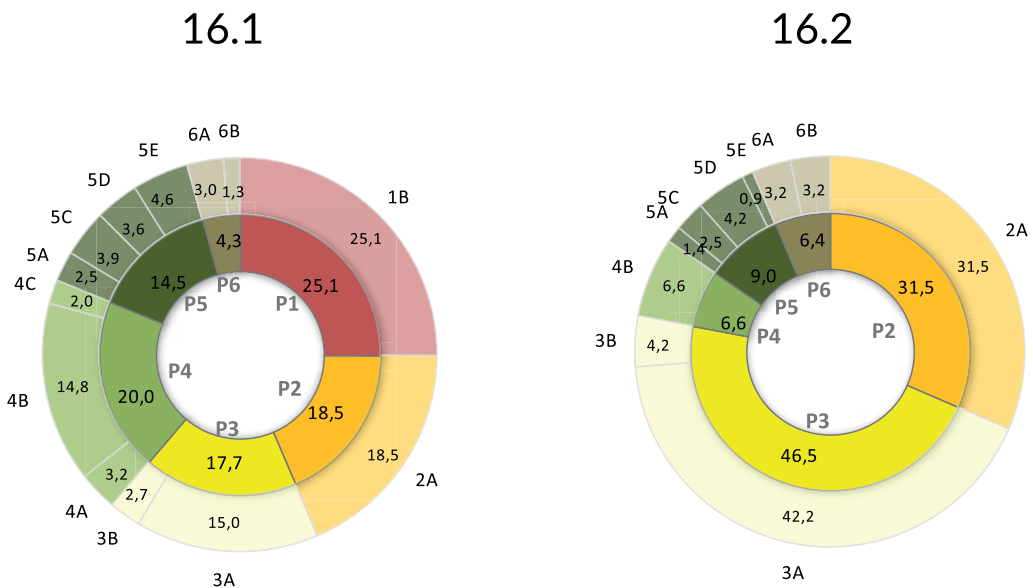 16.1
6A 6B
5E
5D
5C
5A
4C
4B
4A
3B
3A
2A
1B
3,0 1,3
4,6
3,6
3,9
2,5
2,0
14,8
3,2
2,7
15,0
18,5
25,1
4,3
14,5
20,0
17,7
18,5
25,1
P6
P5
P4
P3
P2
P1
16.2
6B
6A
5E
5D
5C
5A
4B
3B
3A
2A
3,2
3,2
0,9
4,2
2,5
1,4
6,6
4,2
42,2
31,5
6,4
9,0
6,6
46,5
31,5
P6
P5
P4
P3
P2